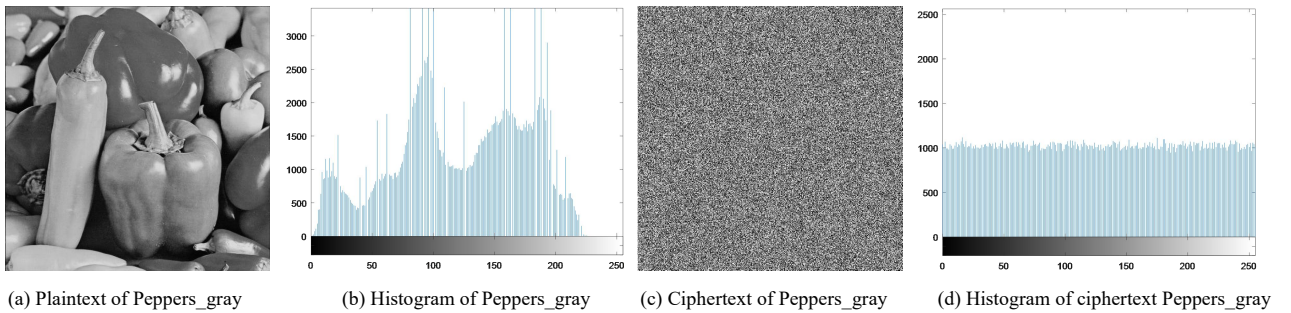 3000
2500
2000
1500
1000
500
0
0 50 100 150 200 250
2500
2000
1500
1000
500
0
0 50 100 150 200 250
(a) Plaintext of Peppers_gray
(b) Histogram of Peppers_gray
(c) Ciphertext of Peppers_gray
(d) Histogram of ciphertext Peppers_gray